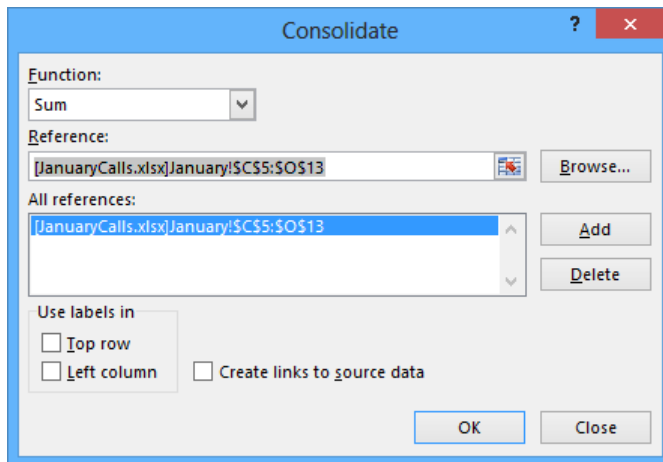 Consolidate
?
Function:
Sum
Reference:
[JanuaryCalls.xlsx]January!$C$5:$O$13
Browse...
All references:
[JanuaryCalls.xlsx]January!$C$5:$O$13
Add
Delete
Use labels in
Top row
Left column
Create links to source data
OK
Close